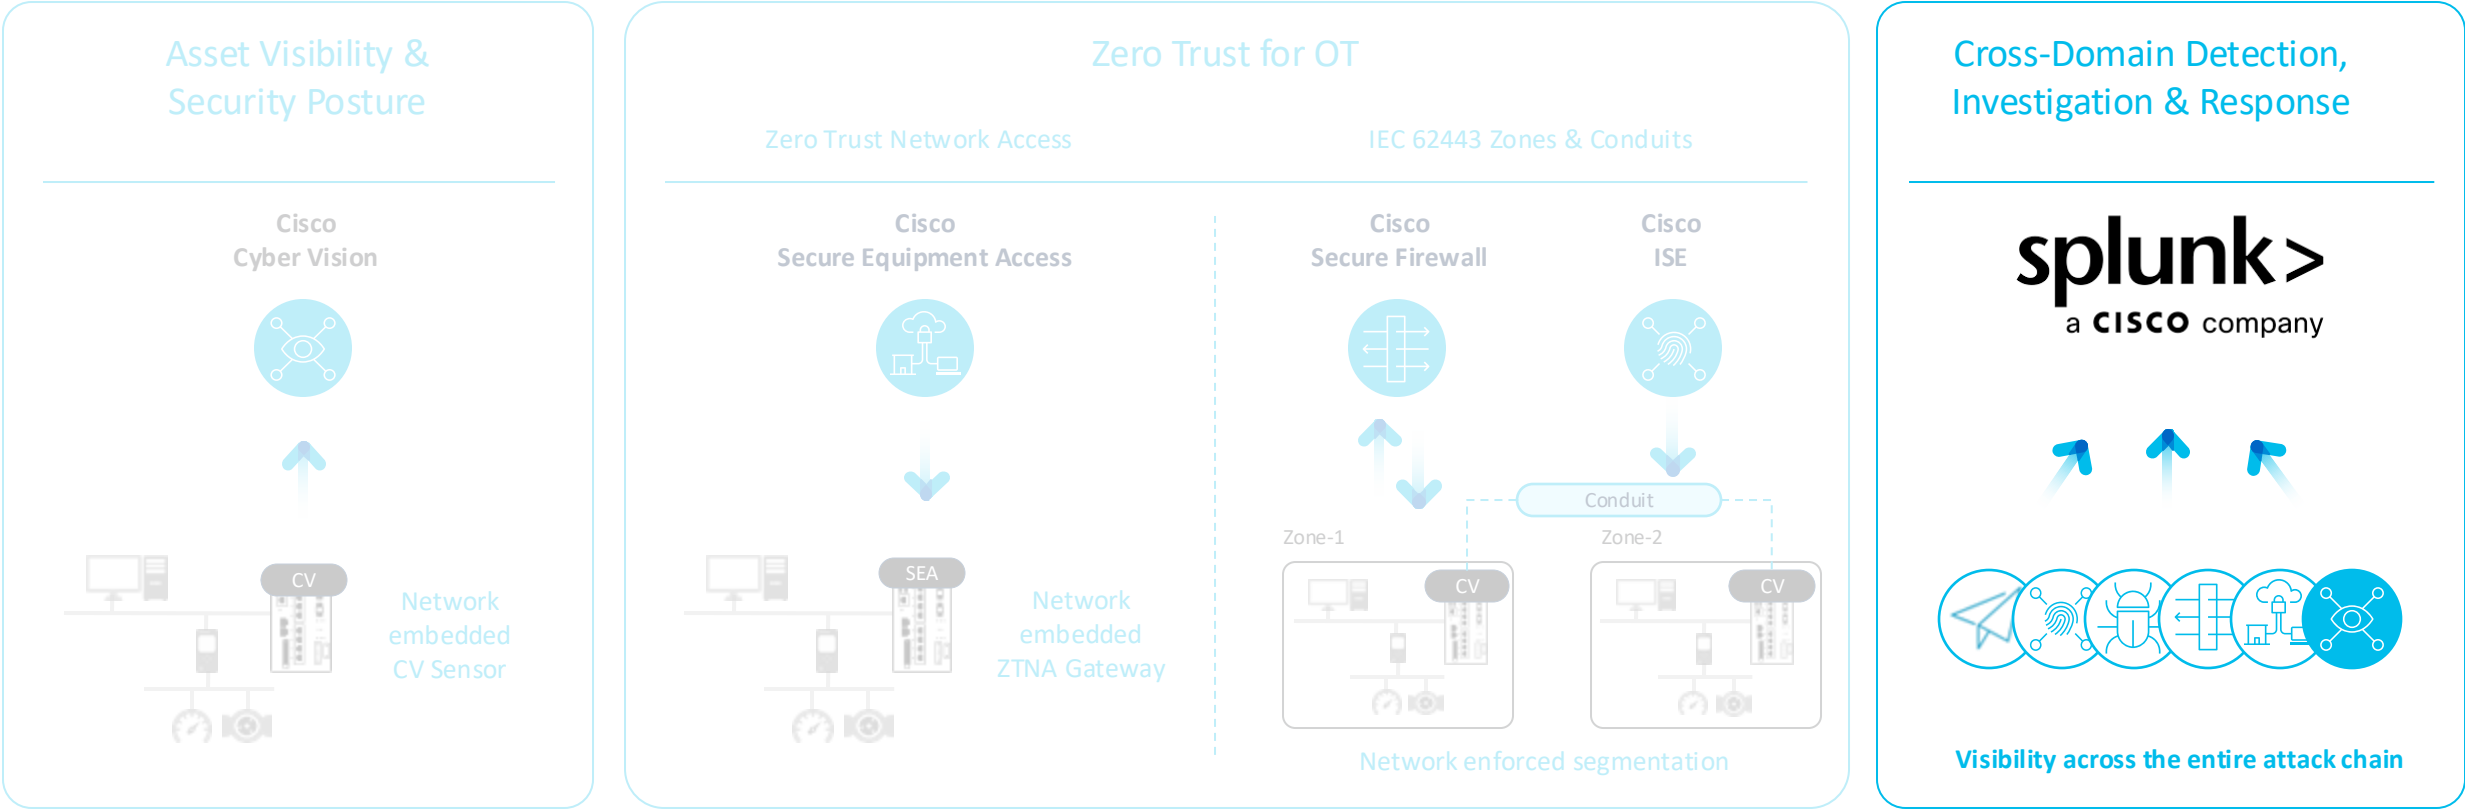 Asset Visibility &
Security Posture
Cisco
Cyber Vision
CV
Network
embedded
CV Sensor
Zero Trust for OT
Zero Trust Network Access
Cisco
Secure Equipment Access
SEA
Network
embedded
ZTNA Gateway
IEC 62443 Zones & Conduits
Cisco
Secure Firewall
Cisco
ISE
Conduit
Zone-1
Zone-2
CV
CV
Network enforced segmentation
Cross-Domain Detection,
Investigation & Response
splunk>
a CISCO company
Visibility across the entire attack chain